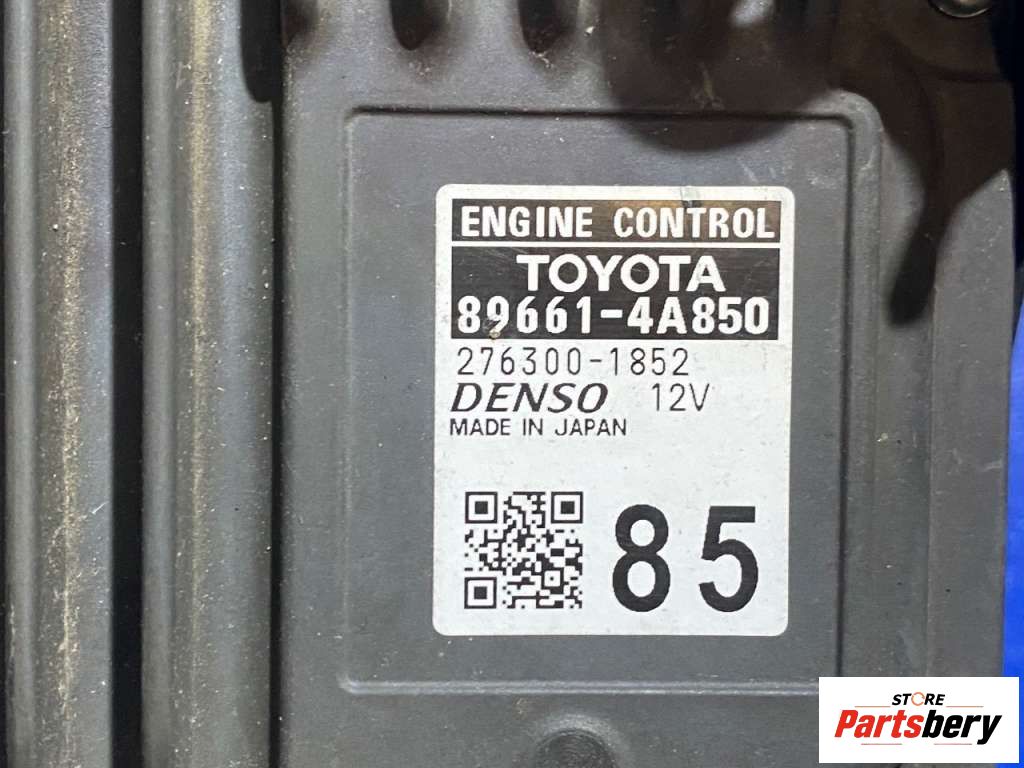 ENGINE CONTROL
TOYOTA
89661-4A850
276300-1852
DENSO 12V
MADE IN JAPAN
85
STORE
Partsbery